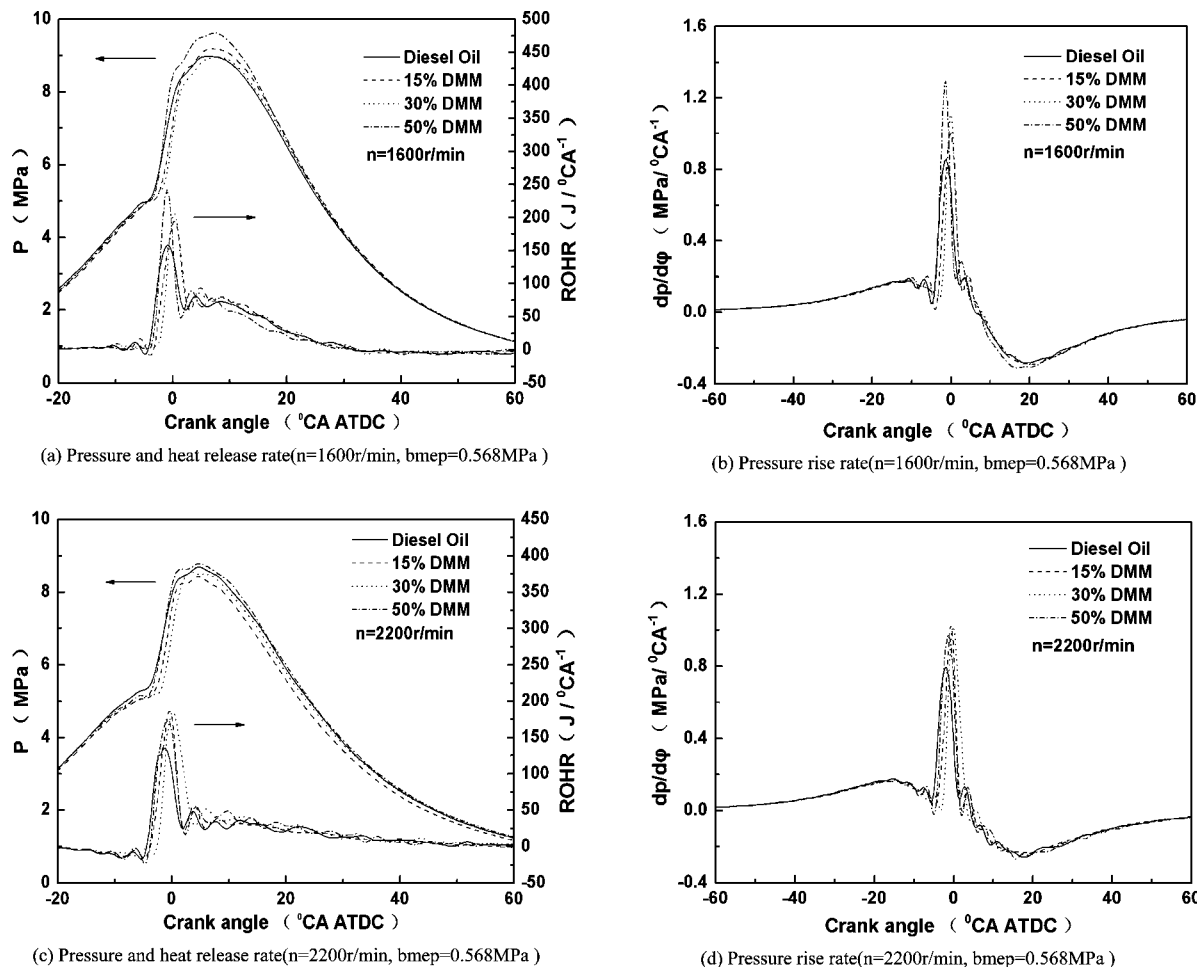 10
8
6
4
2
0
P （ MPa）
500
450
400
350
300
250
200
150
100
50
0
-50
ROHR （ J / ⁰CA⁻¹）
Diesel Oil
15% DMM
30% DMM
50% DMM
n=1600r/min
-20 0 20 40 60
Crank angle （ ⁰CA ATDC ）
(a) Pressure and heat release rate(n=1600r/min, bmep=0.568MPa )
1.6
1.2
0.8
0.4
0.0
-0.4
dp/dφ （ MPa/ ⁰CA⁻¹）
Diesel Oil
15% DMM
30% DMM
50% DMM
n=1600r/min
-60 -40 -20 0 20 40 60
Crank angle （ ⁰CA ATDC ）
(b) Pressure rise rate(n=1600r/min, bmep=0.568MPa )
10
8
6
4
2
0
P （ MPa）
450
400
350
300
250
200
150
100
50
0
-50
ROHR （ J / ⁰CA⁻¹）
Diesel Oil
15% DMM
30% DMM
50% DMM
n=2200r/min
-20 0 20 40 60
Crank angle （ ⁰CA ATDC ）
(c) Pressure and heat release rate(n=2200r/min, bmep=0.568MPa )
1.6
1.2
0.8
0.4
0.0
-0.4
dp/dφ （ MPa/ ⁰CA⁻¹）
Diesel Oil
15% DMM
30% DMM
50% DMM
n=2200r/min
-60 -40 -20 0 20 40 60
Crank angle （ ⁰CA ATDC ）
(d) Pressure rise rate(n=2200r/min, bmep=0.568MPa )